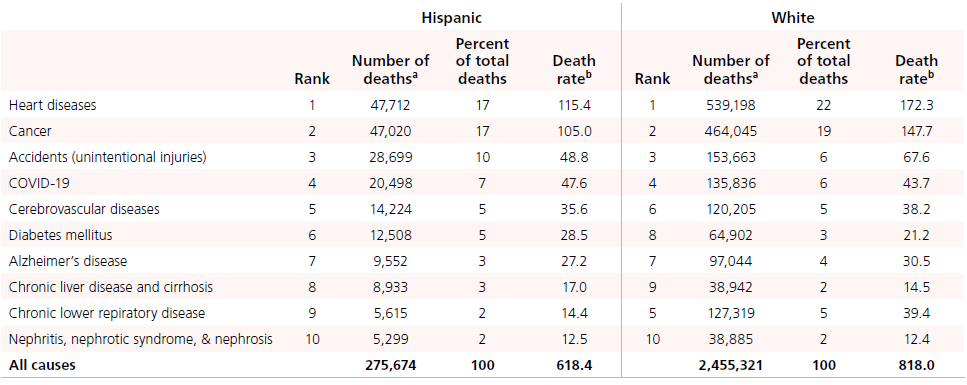 Hispanic White
Rank Number of deathsᵃ Percent of total deaths Death rateᵇ Rank Number of deathsᵃ Percent of total deaths Death rateᵇ
Heart diseases 1 47,712 17 115.4 1 539,198 22 172.3
Cancer 2 47,020 17 105.0 2 464,045 19 147.7
Accidents (unintentional injuries) 3 28,699 10 48.8 3 153,663 6 67.6
COVID-19 4 20,498 7 47.6 4 135,836 6 43.7
Cerebrovascular diseases 5 14,224 5 35.6 6 120,205 5 38.2
Diabetes mellitus 6 12,508 5 28.5 8 64,902 3 21.2
Alzheimer’s disease 7 9,552 3 27.2 7 97,044 4 30.5
Chronic liver disease and cirrhosis 8 8,933 3 17.0 9 38,942 2 14.5
Chronic lower repiratory disease 9 5,615 2 14.4 5 127,319 5 39.4
Nephritis, nephrotic syndrome, & nephrosis 10 5,299 2 12.5 10 38,885 2 12.4
All causes 275,674 100 618.4 2,455,321 100 818.0